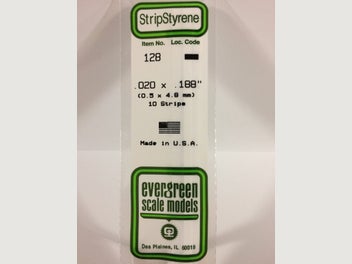 StripStyrene
Item No. Loc. Code
128
.020 x .188"
(0.5 x 4.8 mm)
10 Strips
Made in U.S.A.
evergreen
scale models
Des Plaines, IL 60018